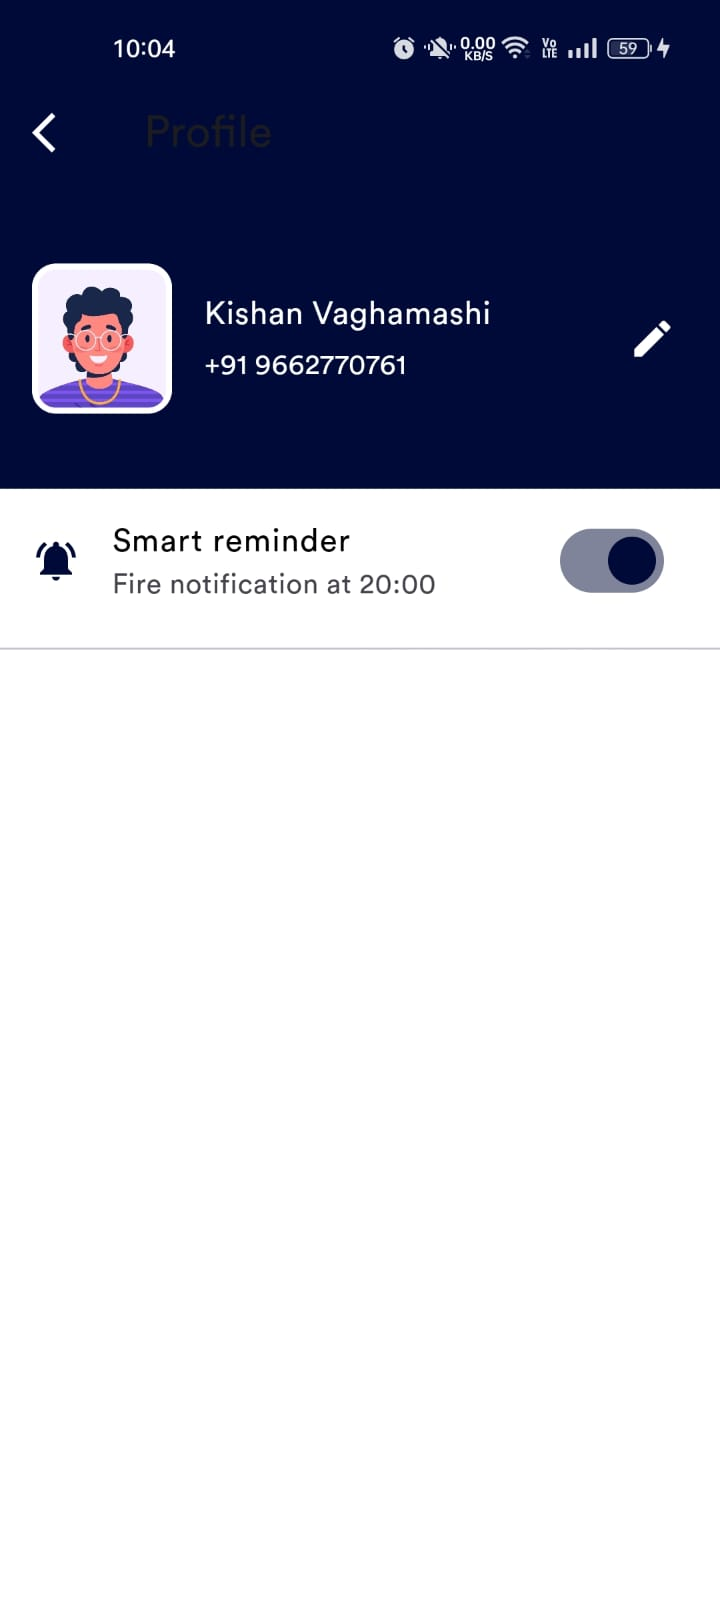 10:04
0.00
KB/S
Vo
LTE
59
Profile
Kishan Vaghamashi
+91 9662770761
Smart reminder
Fire notification at 20:00